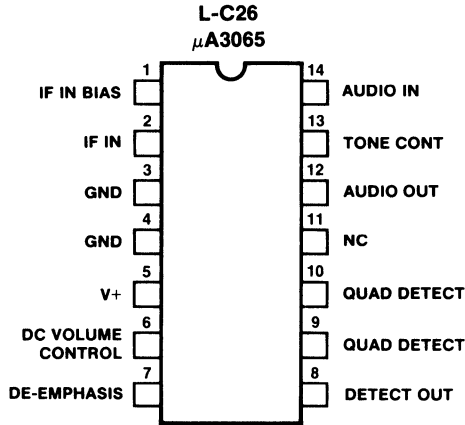 L-C26
μA3065
1 14
IF IN BIAS AUDIO IN
2 13
IF IN TONE CONT
3 12
GND AUDIO OUT
4 11
GND NC
5 10
V+ QUAD DETECT
6 9
DC VOLUME
CONTROL QUAD DETECT
7 8
DE-EMPHASIS DETECT OUT